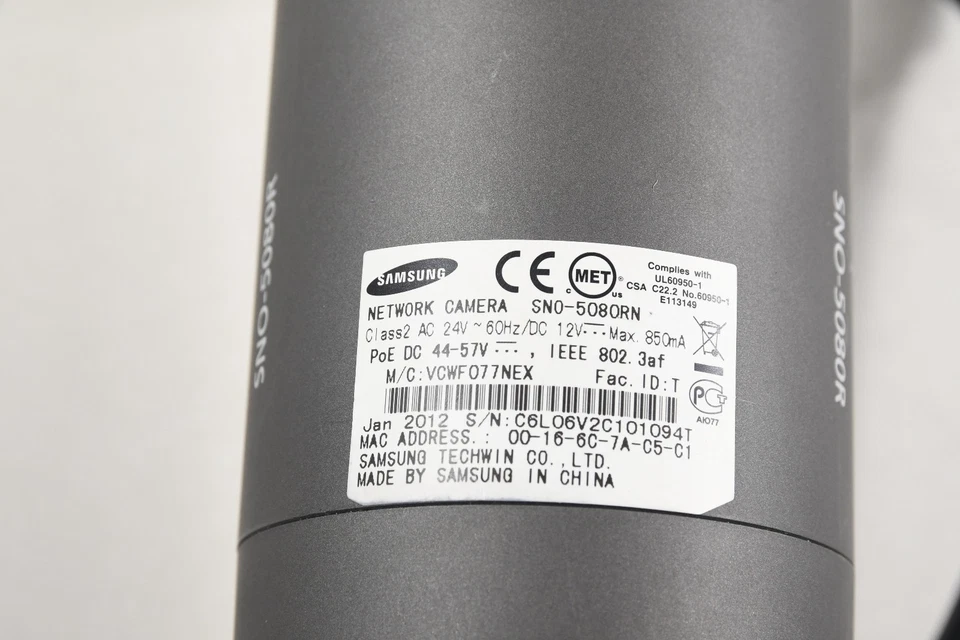 SAMSUNG
CE
c MET us ®
Complies with
UL60950-1
CSA C22.2 No.60950-1
E113149
NETWORK CAMERA SNO-5080RN
Class2 AC 24V ~ 60Hz/DC 12V⎓ Max. 850mA
PoE DC 44-57V ⎓ , IEEE 802.3af
M/C:VCWF077NEX Fac. ID:T
AЮ77
Jan 2012 S/N:C6L06V2C101094T
MAC ADDRESS.: 00-16-6C-7A-C5-C1
SAMSUNG TECHWIN CO.,LTD.
MADE BY SAMSUNG IN CHINA
SNO-5080R
SNO-5080R